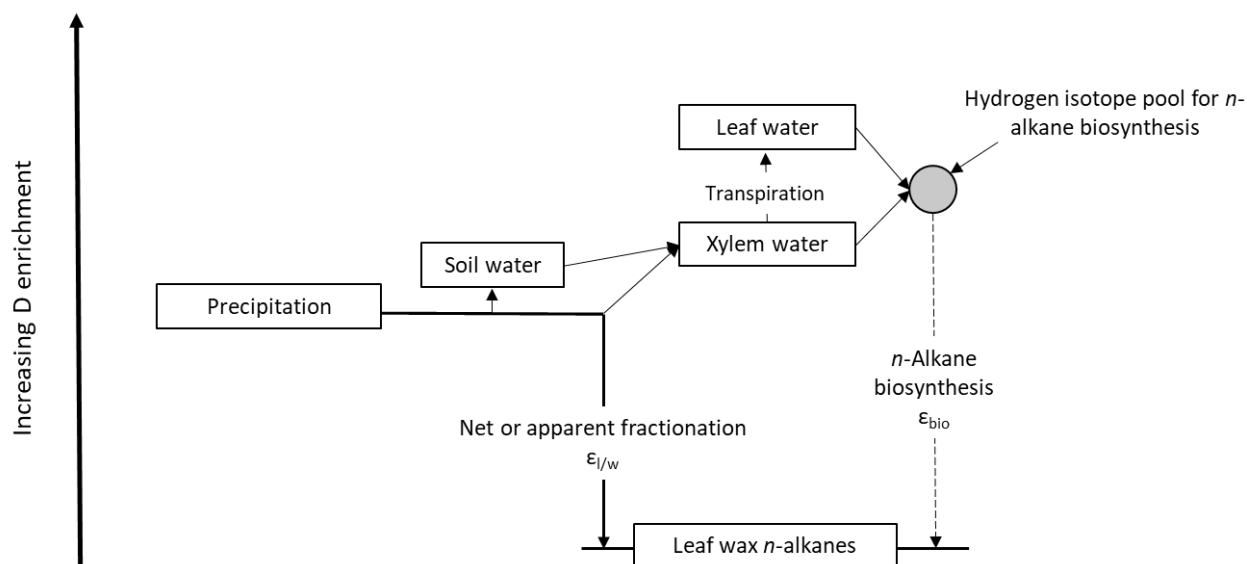 Increasing D enrichment
Precipitation
Soil water
Leaf water
Transpiration
Xylem water
Hydrogen isotope pool for n-
alkane biosynthesis
n-Alkane
biosynthesis
εbio
Net or apparent fractionation
εl/w
Leaf wax n-alkanes